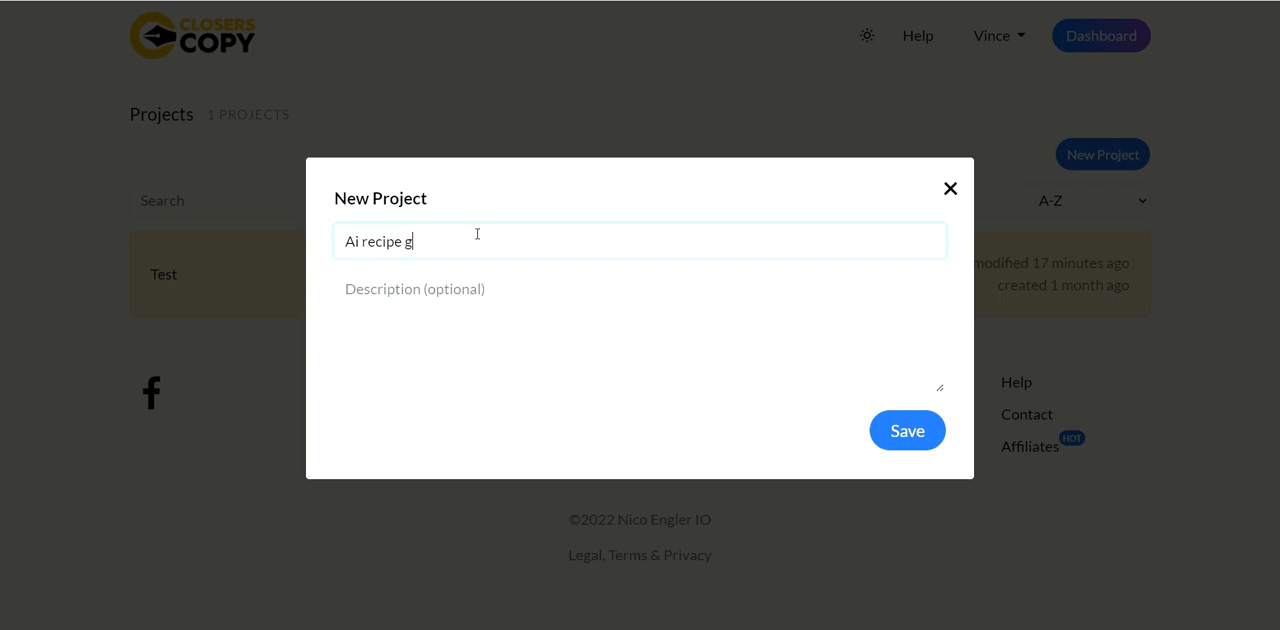 CLOSERS
COPY
Help
Vince
Dashboard
Projects 1 PROJECTS
New Project
Search
A-Z
New Project
Ai recipe g
Description (optional)
Save
Test
modified 17 minutes ago
created 1 month ago
Help
Contact
Affiliates HOT
©2022 Nico Engler IO
Legal, Terms & Privacy